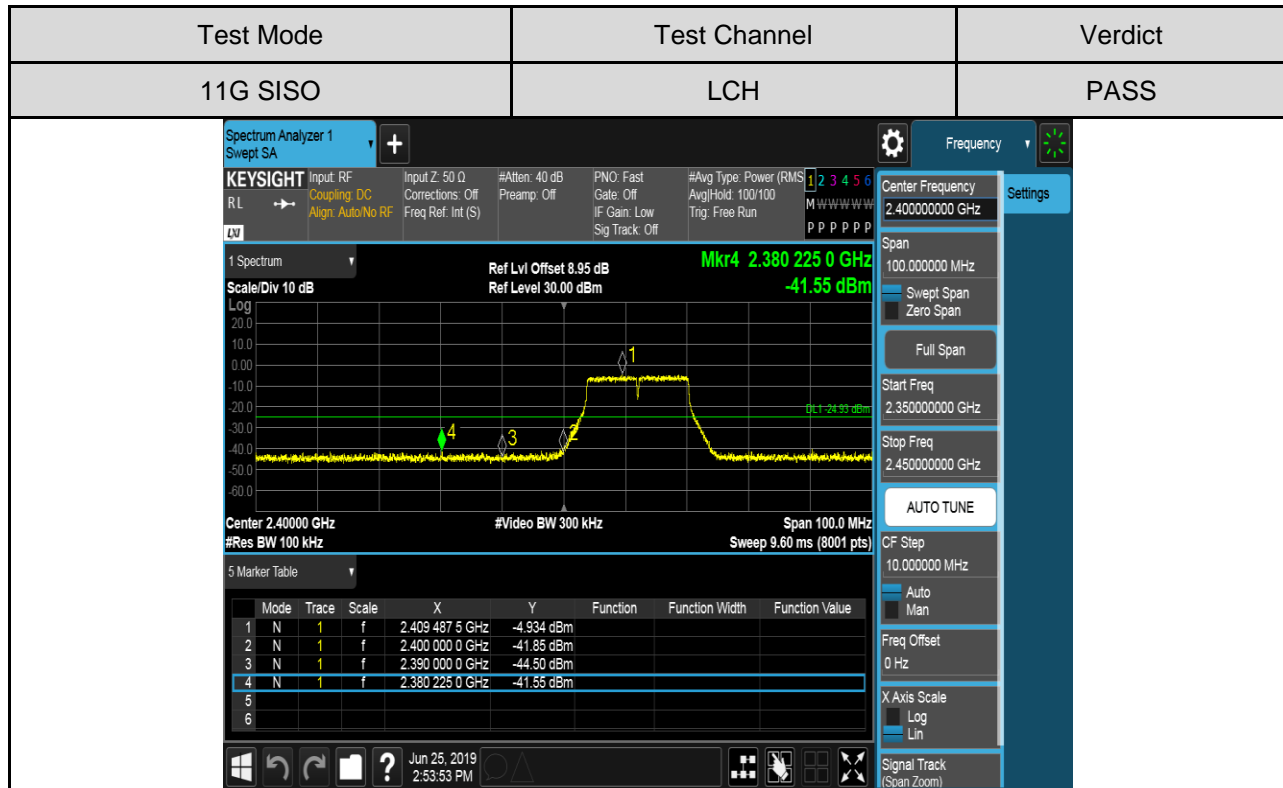 Test Mode Test Channel Verdict
11G SISO LCH PASS
Spectrum Analyzer 1
Swept SA
+
Frequency
KEYSIGHT Input: RF Input Z: 50 Ω #Atten: 40 dB PNO: Fast #Avg Type: Power (RMS 1 2 3 4 5 6
RL Coupling: DC Corrections: Off Preamp: Off Gate: Off Avg|Hold: 100/100 M W W W W W
Align: Auto/No RF Freq Ref: Int (S) IF Gain: Low Trig: Free Run
LXI Sig Track: Off P P P P P P
1 Spectrum
Ref Lvl Offset 8.95 dB
Mkr4 2.380 225 0 GHz
Scale/Div 10 dB Ref Level 30.00 dBm -41.55 dBm
Log
20.0
10.0
0.00
-10.0
-20.0
-30.0
-40.0
-50.0
-60.0
1
DL1 -24.93 dBm
4 3 2
Center 2.40000 GHz #Video BW 300 kHz Span 100.0 MHz
#Res BW 100 kHz Sweep 9.60 ms (8001 pts)
5 Marker Table
Mode Trace Scale X Y Function Function Width Function Value
1 N 1 f 2.409 487 5 GHz -4.934 dBm
2 N 1 f 2.400 000 0 GHz -41.85 dBm
3 N 1 f 2.390 000 0 GHz -44.50 dBm
4 N 1 f 2.380 225 0 GHz -41.55 dBm
5
6
Center Frequency
2.400000000 GHz
Settings
Span
100.000000 MHz
Swept Span
Zero Span
Full Span
Start Freq
2.350000000 GHz
Stop Freq
2.450000000 GHz
AUTO TUNE
CF Step
10.000000 MHz
Auto
Man
Freq Offset
0 Hz
X Axis Scale
Log
Lin
Signal Track
(Span Zoom)
?
Jun 25, 2019
2:53:53 PM